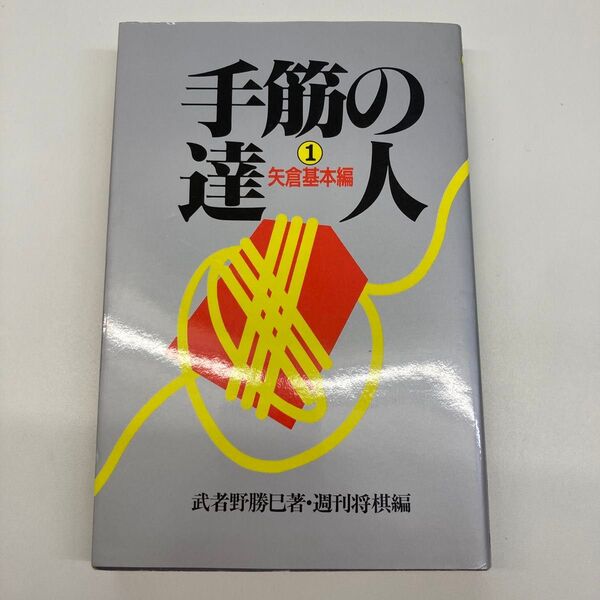 手筋の
達人
①
矢倉基本編
武者野勝巳著・週刊将棋編